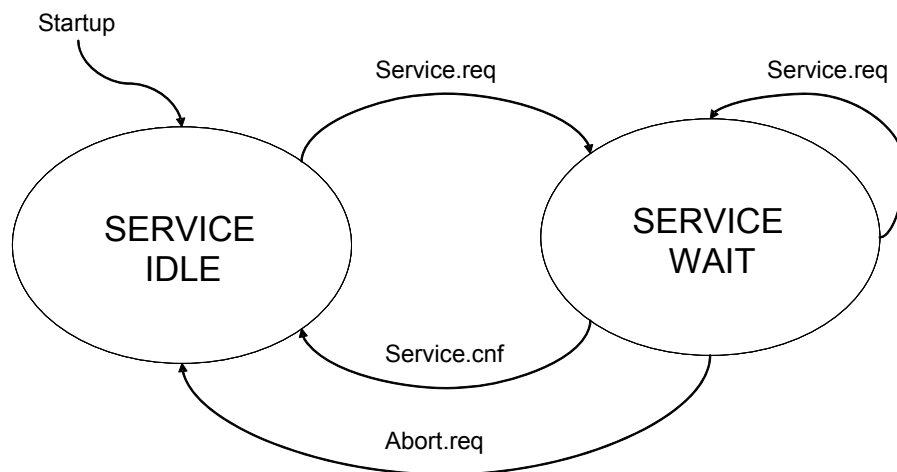 Startup
Service.req
Service.req
SERVICE
IDLE
SERVICE
WAIT
Service.cnf
Abort.req